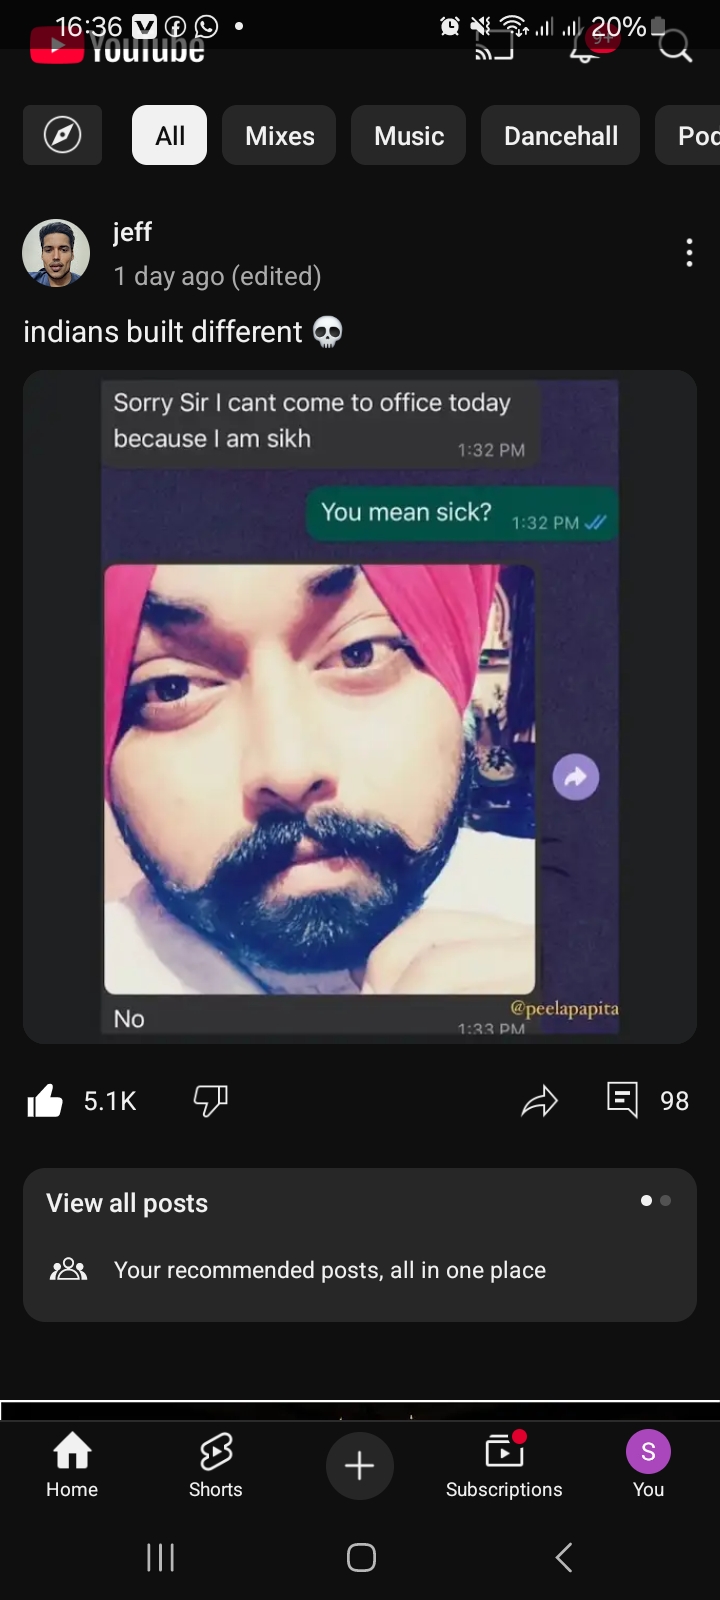 16:36 20%
YouTube 9+
All Mixes Music Dancehall
jeff
1 day ago (edited)
indians built different 💀
Sorry Sir I cant come to office today
because I am sikh
1:32 PM
You mean sick? 1:32 PM
@peelapapita
No
1:33 PM
5.1K 98
View all posts
Your recommended posts, all in one place
S
Home Shorts Subscriptions You